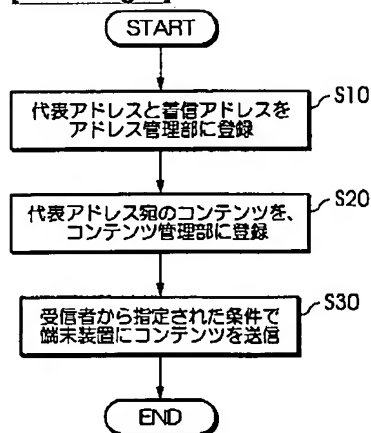 START
S10
代表アドレスと着信アドレスを
アドレス管理部に登録
S20
代表アドレス宛のコンテンツを、
コンテンツ管理部に登録
S30
受信者から指定された条件で
端末装置にコンテンツを送信
END